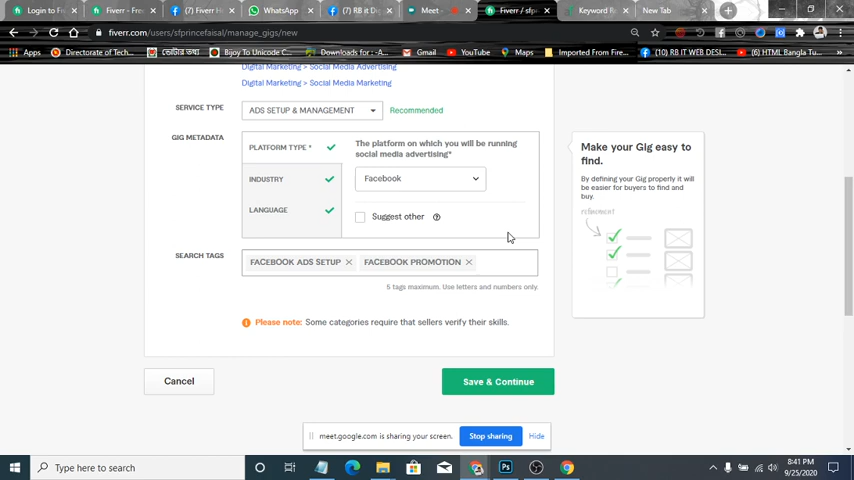 Login to Fi
Fiverr - Free
Fiverr H
WhatsApp
(7) RB it D
Meet
Fiverr / sfp
Keyword R
New Tab
fiverr.com/users/sfprincefaisal/manage_gigs/new
Apps
Directorate of Tech...
ভোটার তথ্য
Bijoy To Unicode C...
Downloads for : -A...
Gmail
YouTube
Maps
Imported From Firef...
(10) RB IT WEB DESI...
(5) HTML Bangla Tu...
Digital Marketing > Social Media Advertising
Digital Marketing > Social Media Marketing
SERVICE TYPE
ADS SETUP & MANAGEMENT
Recommended
GIG METADATA
PLATFORM TYPE *
INDUSTRY
LANGUAGE
The platform on which you will be running
social media advertising*
Facebook
Suggest other
SEARCH TAGS
FACEBOOK ADS SETUP ×
FACEBOOK PROMOTION ×
5 tags maximum. Use letters and numbers only.
Please note: Some categories require that sellers verify their skills.
Cancel
Save & Continue
Make your Gig easy to
find.
By defining your Gig properly it will
be easier for buyers to find and
buy.
meet.google.com is sharing your screen.
Stop sharing
Hide
Type here to search
8:41 PM
9/25/2020